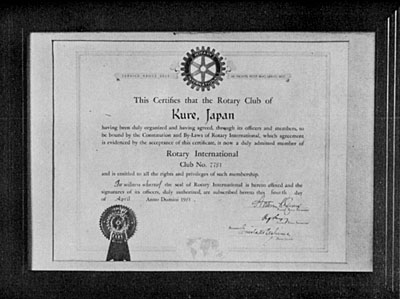 This Certifies that the Rotary Club of
Kure, Japan
having been duly organized and having agreed, through its officers and members, to
be bound by the Constitution and By-Laws of Rotary International, which agreement
is evidenced by the acceptance of this certificate, is now a duly admitted member of
Rotary International
Club No.
and is entitled to all the rights and privileges of such membership.
In witness whereof the seal of Rotary International is hereto affixed and the
signatures of its officers, duly authorized, are subscribed hereto this fourth day
of April Anno Domini